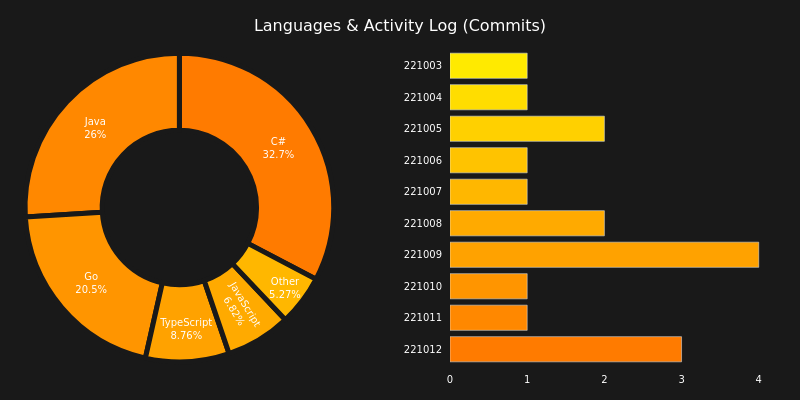 Languages & Activity Log (Commits)
C#
32.7%
Java
26%
Go
20.5%
TypeScript
8.76%
JavaScript
6.82%
Other
5.27%
221003
221004
221005
221006
221007
221008
221009
221010
221011
221012
0 1 2 3 4